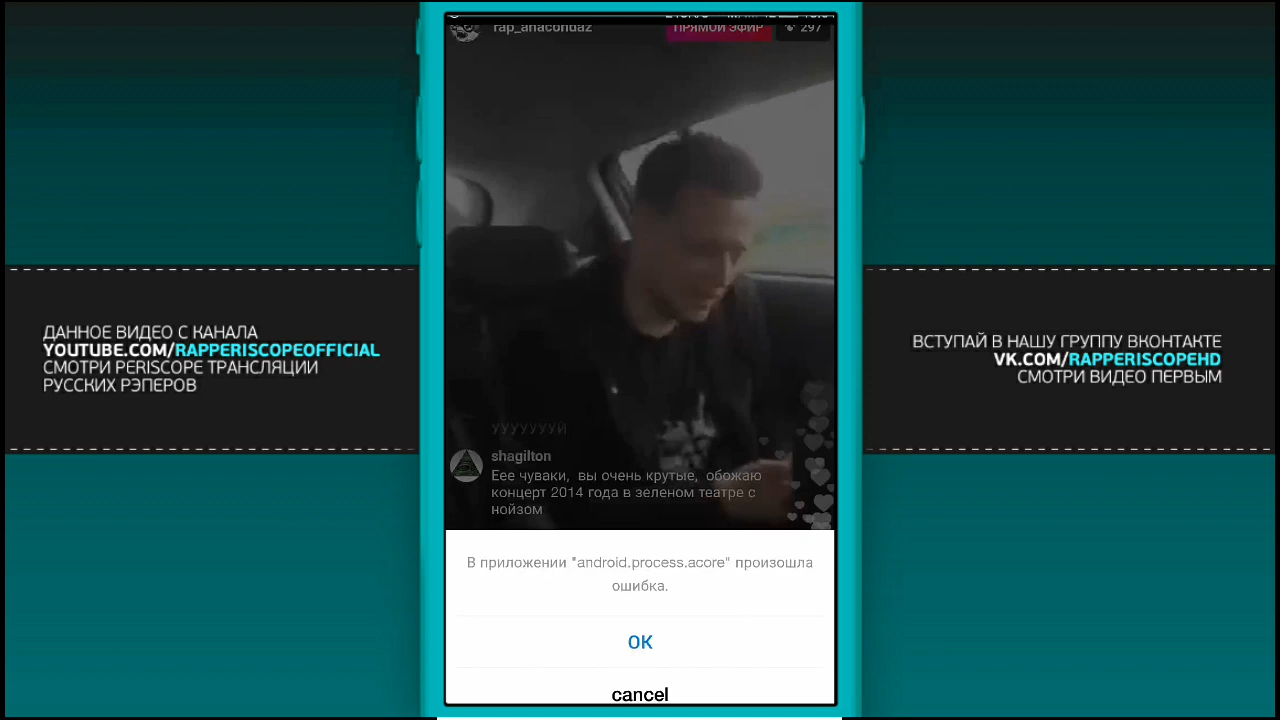 rap_anacondaz
ПРЯМОЙ ЭФИР
297
ДАННОЕ ВИДЕО С КАНАЛА
YOUTUBE.COM/RAPPERISCOPEOFFICIAL
СМОТРИ PERISCOPE ТРАНСЛЯЦИИ
РУССКИХ РЭПЕРОВ
ВСТУПАЙ В НАШУ ГРУППУ ВКОНТАКТЕ
VK.COM/RAPPERISCOPEHD
СМОТРИ ВИДЕО ПЕРВЫМ
УУУУУУУЙ
shagilton
Еее чуваки, вы очень крутые, обожаю
концерт 2014 года в зеленом театре с
нойзом
В приложении "android.process.acore" произошла
ошибка.
OK
cancel